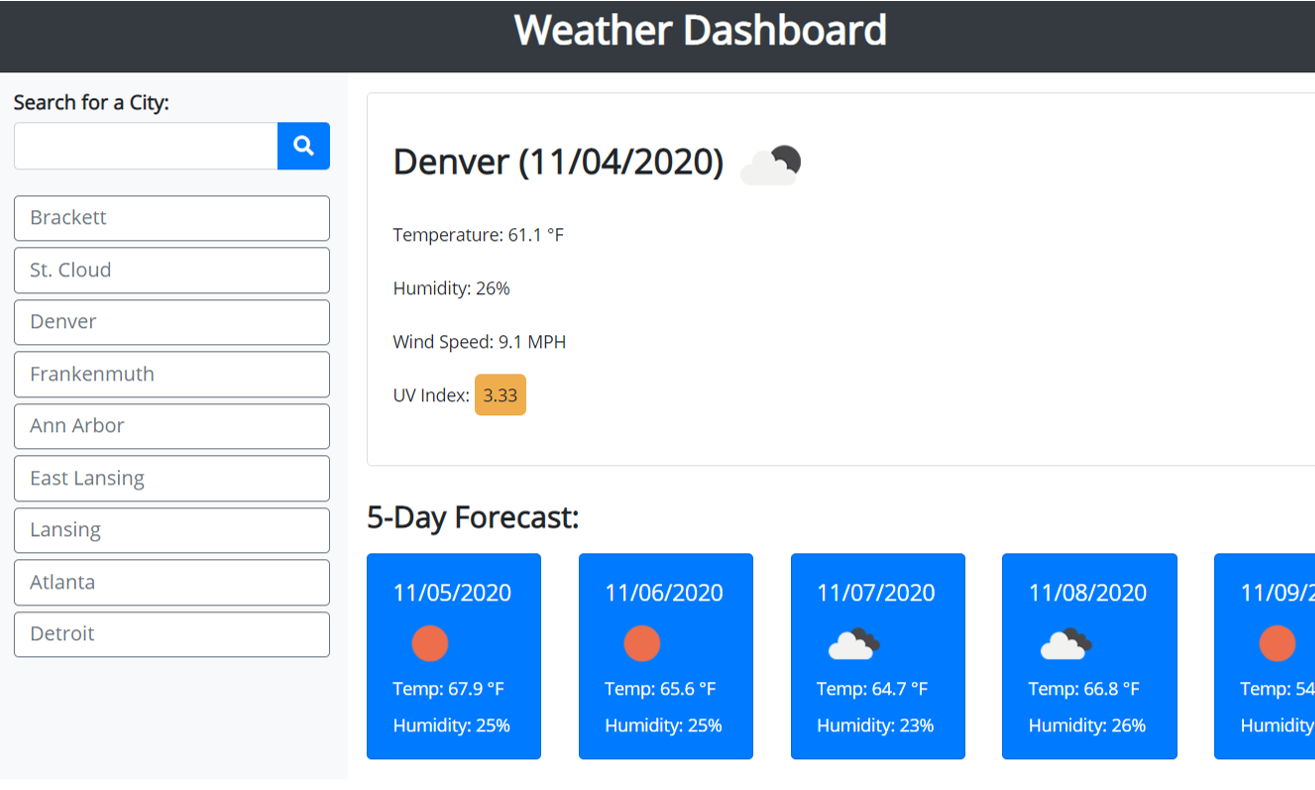 Weather Dashboard
Search for a City:
Brackett
St. Cloud
Denver
Frankenmuth
Ann Arbor
East Lansing
Lansing
Atlanta
Detroit
Denver (11/04/2020)
Temperature: 61.1 °F
Humidity: 26%
Wind Speed: 9.1 MPH
UV Index: 3.33
5-Day Forecast:
11/05/2020
Temp: 67.9 °F
Humidity: 25%
11/06/2020
Temp: 65.6 °F
Humidity: 25%
11/07/2020
Temp: 64.7 °F
Humidity: 23%
11/08/2020
Temp: 66.8 °F
Humidity: 26%
11/09/2
Temp: 54
Humidity